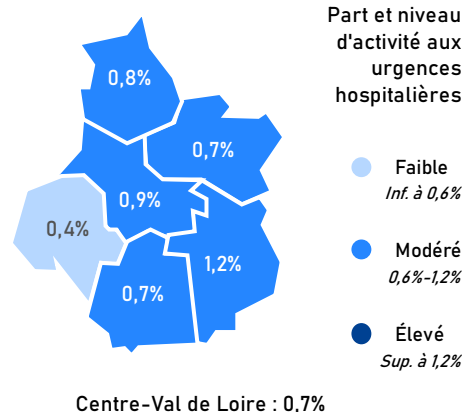 Part et niveau
d'activité aux
urgences
hospitalières
0,8%
0,7%
0,9%
0,4%
1,2%
0,7%
Faible
Inf. à 0,6%
Modéré
0,6%-1,2%
Élevé
Sup. à 1,2%
Centre-Val de Loire : 0,7%